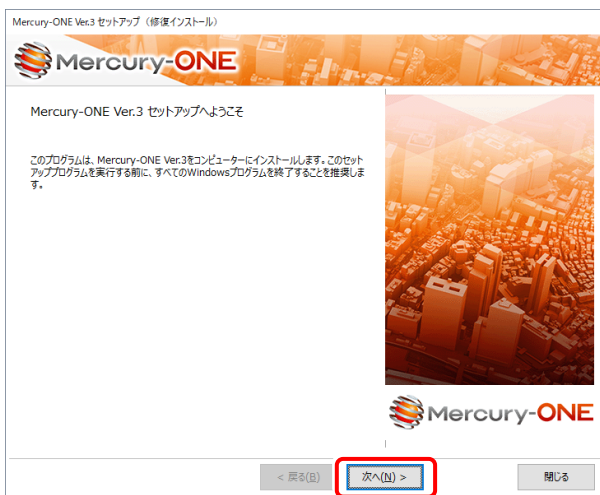 Mercury-ONE Ver.3 セットアップ（修復インストール）
Mercury-ONE
Mercury-ONE Ver.3 セットアップへようこそ
このプログラムは、Mercury-ONE Ver.3をコンピューターにインストールします。このセット
アッププログラムを実行する前に、すべてのWindowsプログラムを終了することを推奨しま
す。
Mercury-ONE
< 戻る(B)
次へ(N) >
閉じる